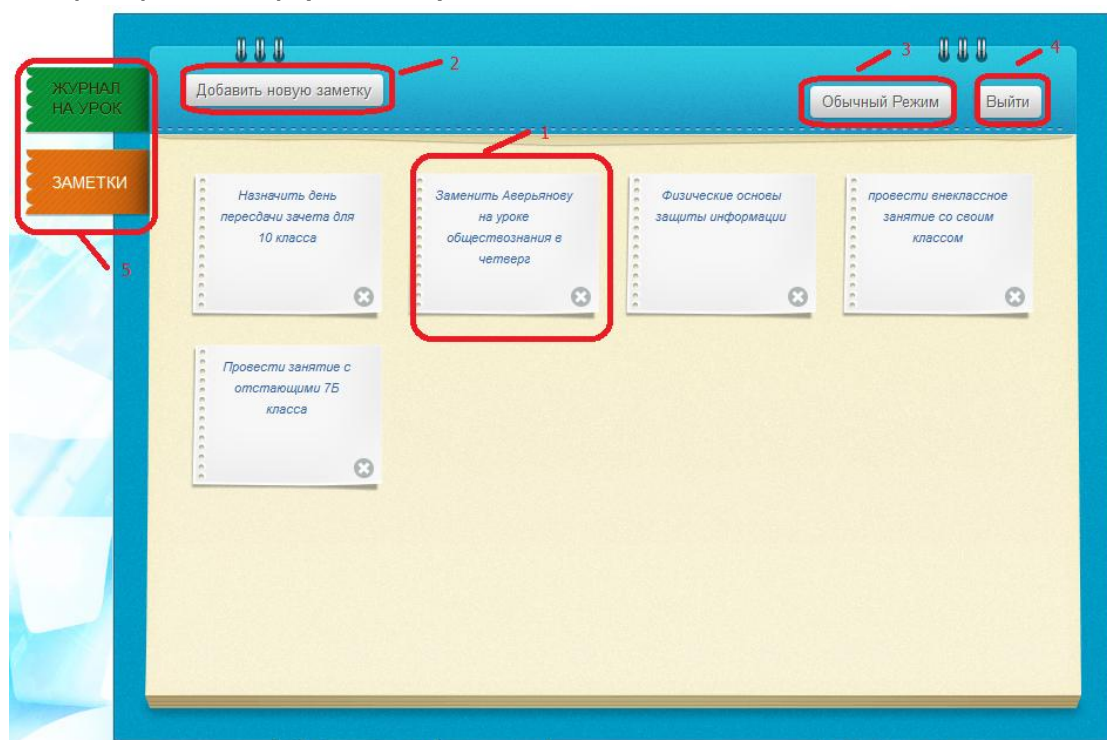 ЖУРНАЛ
НА УРОК
ЗАМЕТКИ
5
Добавить новую заметку
2
3
4
Обычный Режим
Выйти
1
Назначить день
пересдачи зачета для
10 класса
Заменить Аверьянову
на уроке
обществознания в
четверг
Физические основы
защиты информации
провести внеклассное
занятие со своим
классом
Провести занятие с
отстающими 7Б
класса